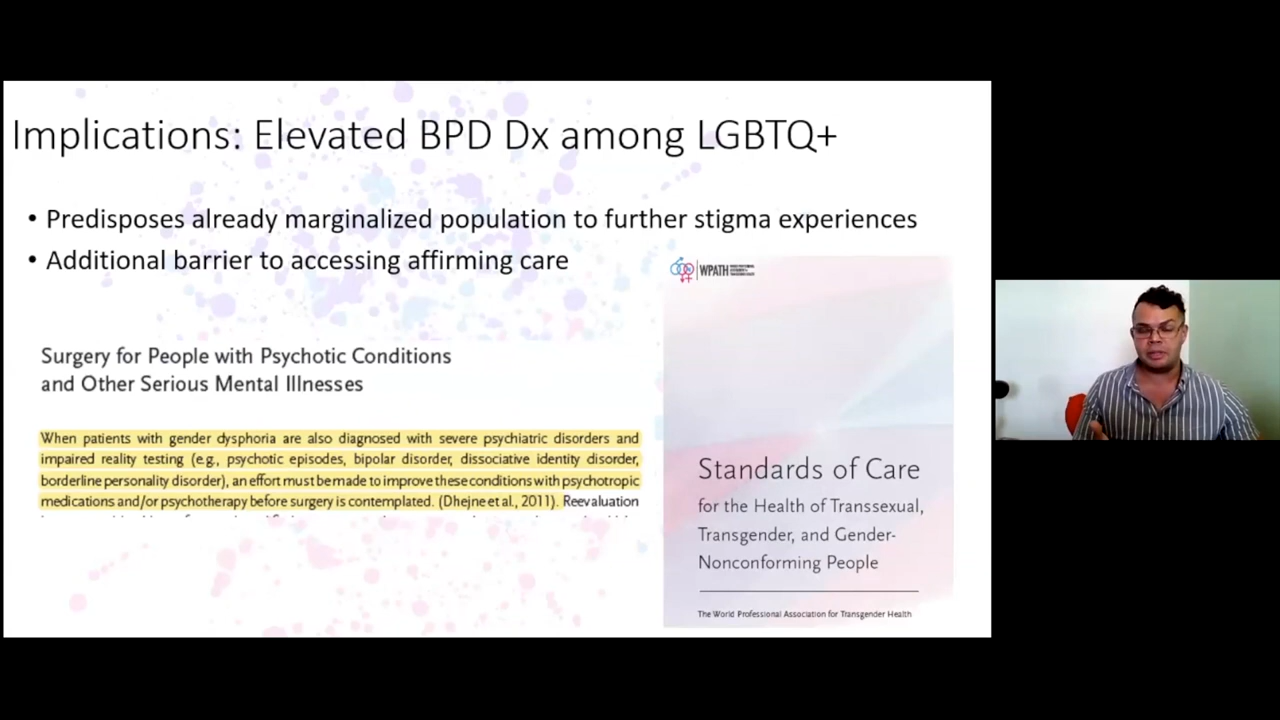 Implications: Elevated BPD Dx among LGBTQ+
• Predisposes already marginalized population to further stigma experiences
• Additional barrier to accessing affirming care
WPATH
Surgery for People with Psychotic Conditions
and Other Serious Mental Illnesses
When patients with gender dysphoria are also diagnosed with severe psychiatric disorders and
impaired reality testing (e.g., psychotic episodes, bipolar disorder, dissociative identity disorder,
borderline personality disorder), an effort must be made to improve these conditions with psychotropic
medications and/or psychotherapy before surgery is contemplated. (Dhejne et al., 2011). Reevaluation
Standards of Care
for the Health of Transsexual,
Transgender, and Gender-
Nonconforming People
The World Professional Association for Transgender Health